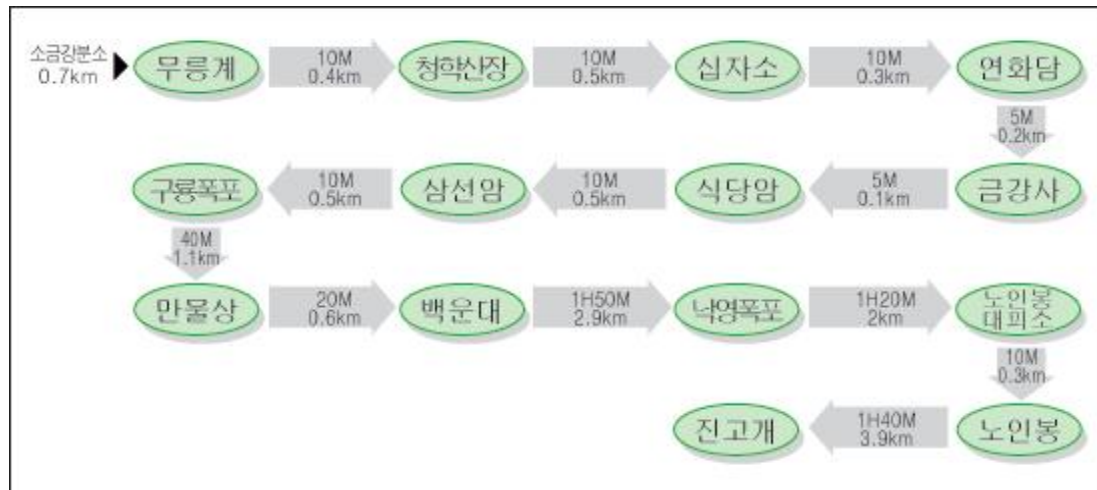 소금강분소
0.7km
무릉계
10M
0.4km
청학산장
10M
0.5km
십자소
10M
0.3km
연화담
5M
0.2km
금강사
5M
0.1km
식당암
10M
0.5km
삼선암
10M
0.5km
구룡폭포
40M
1.1km
만물상
20M
0.6km
백운대
1H50M
2.9km
낙영폭포
1H20M
2km
노인봉
대피소
10M
0.3km
노인봉
1H40M
3.9km
진고개